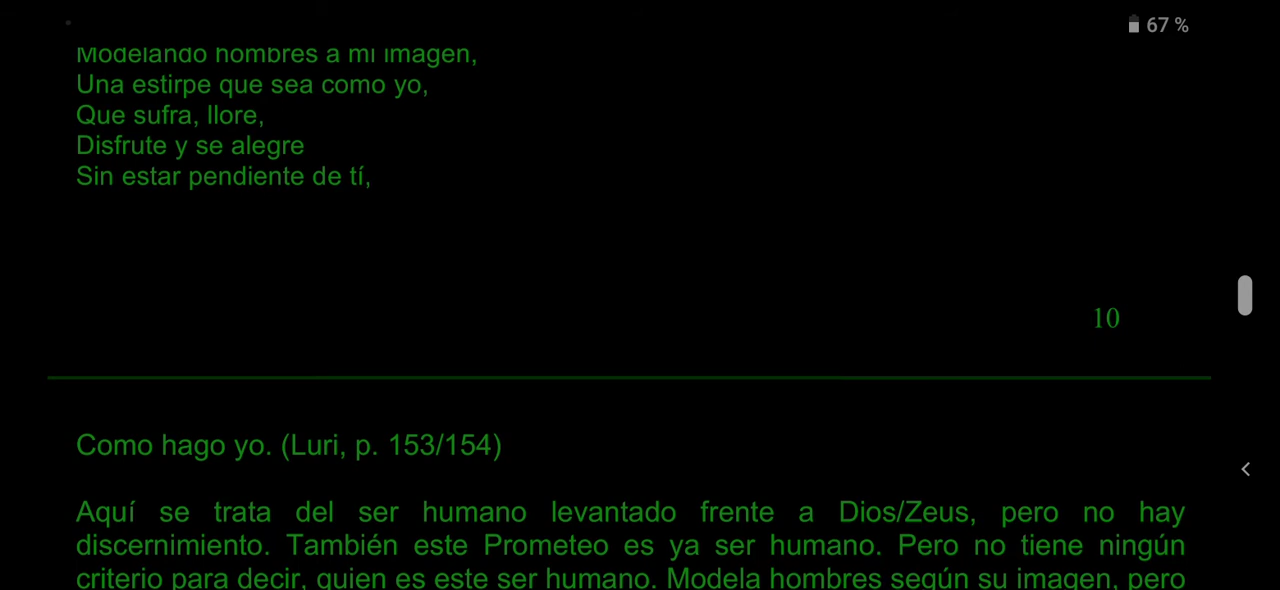 67 %
Modelando hombres a mi imagen,
Una estirpe que sea como yo,
Que sufra, llore,
Disfrute y se alegre
Sin estar pendiente de tí,
10
Como hago yo. (Luri, p. 153/154)
Aquí se trata del ser humano levantado frente a Dios/Zeus, pero no hay
discernimiento. También este Prometeo es ya ser humano. Pero no tiene ningún
criterio para decir, quien es este ser humano. Modela hombres según su imagen, pero